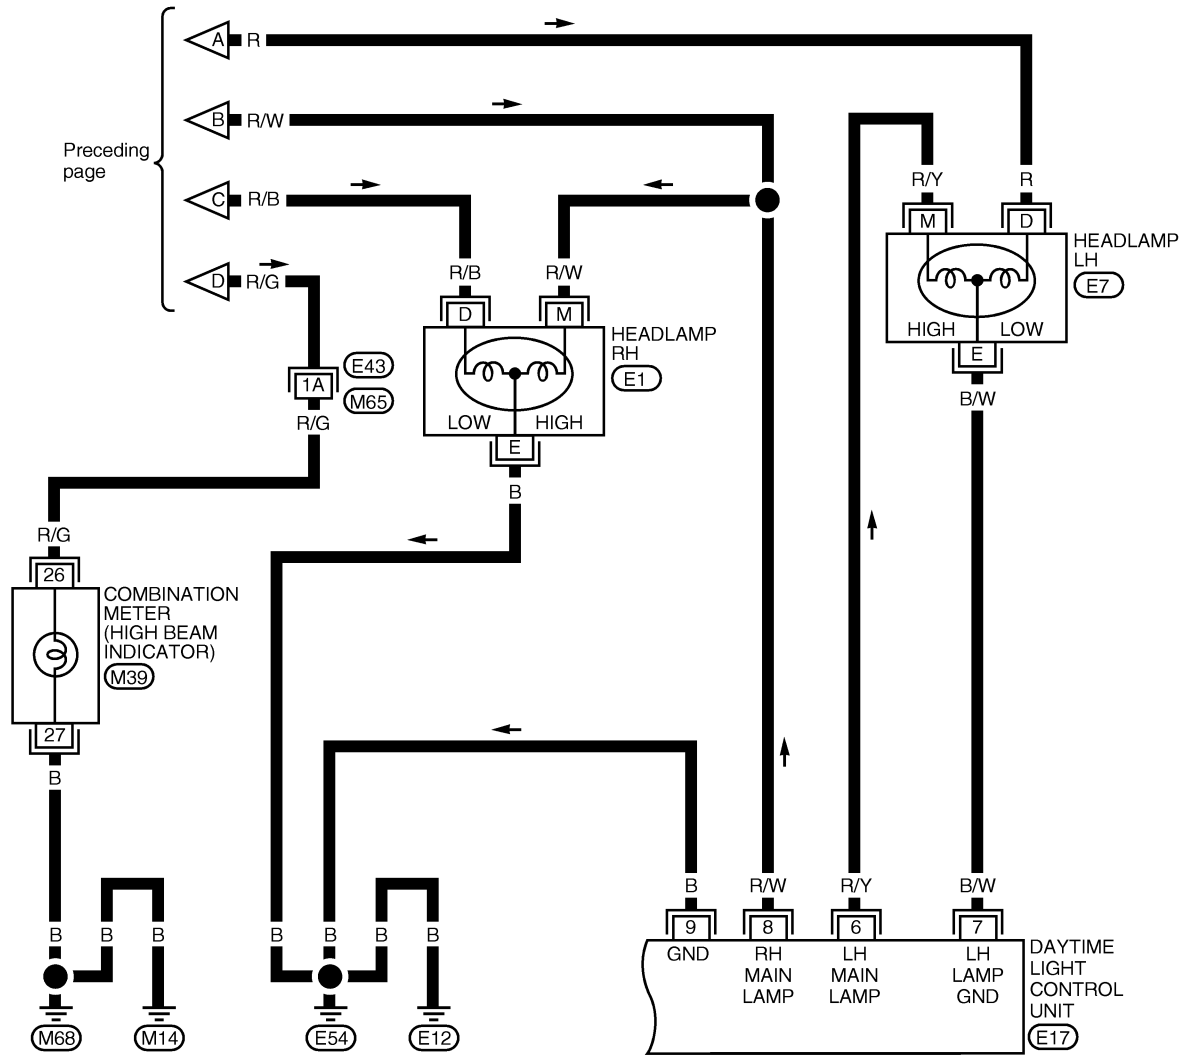 A R
B R/W
Preceding
page
C R/B
D R/G
R/Y R
M D
HEADLAMP
LH
E7
HIGH LOW
E
B/W
R/B R/W
D M
HEADLAMP
RH
E1
LOW HIGH
E
B
E43
1A
M65
R/G
R/G
26
COMBINATION
METER
(HIGH BEAM
INDICATOR)
M39
27
B
B R/W R/Y B/W
9 8 6 7
B B B B B B B
GND
RH
MAIN
LAMP
LH
MAIN
LAMP
LH
LAMP
GND
DAYTIME
LIGHT
CONTROL
UNIT
E17
M68 M14 E54 E12